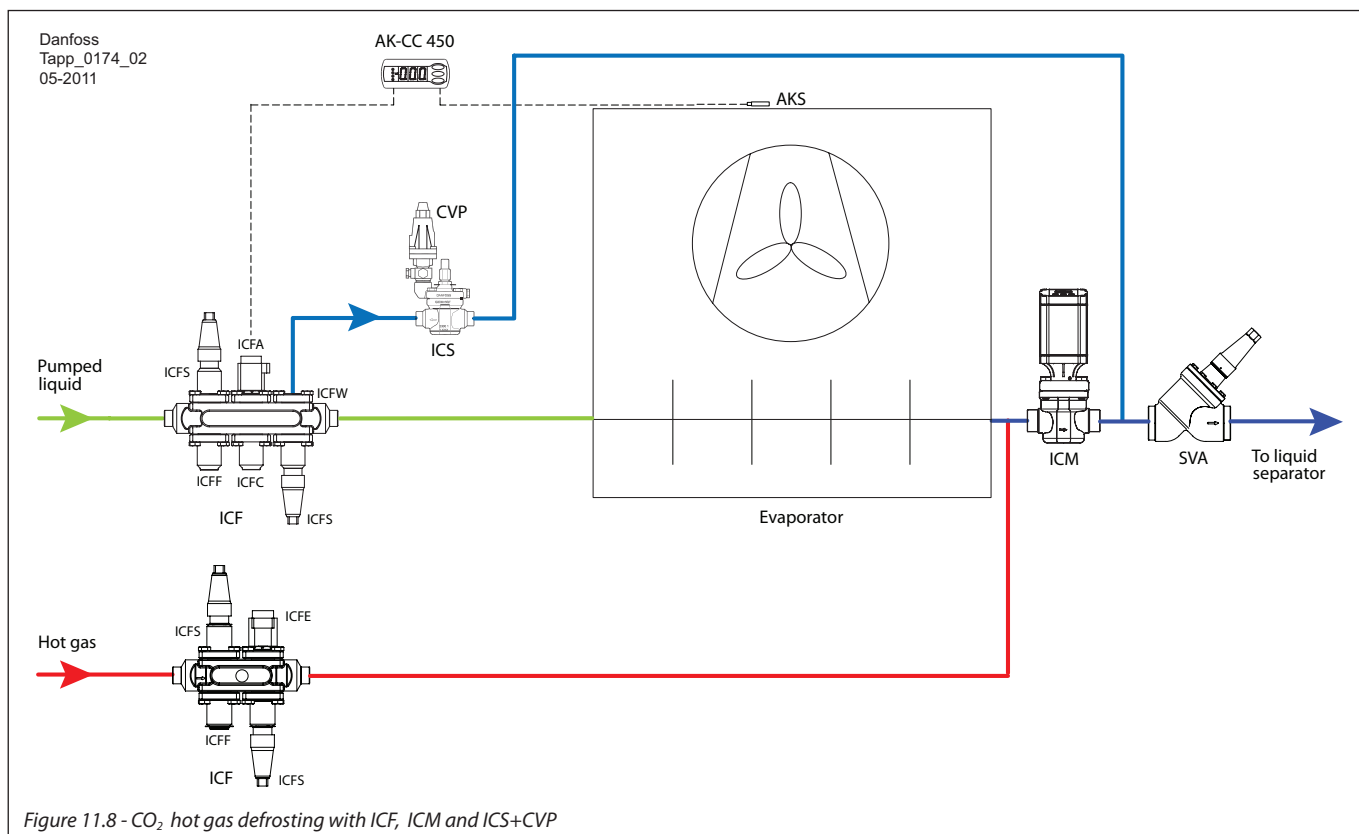 Danfoss
Tapp_0174_02
05-2011
AK-CC 450
AKS
CVP
ICS
Pumped
liquid
ICFS
ICFA
ICFW
ICFF
ICFC
ICFS
ICF
Evaporator
ICM
SVA
To liquid
separator
Hot gas
ICFS
ICFE
ICFF
ICFS
ICF
Figure 11.8 - CO₂ hot gas defrosting with ICF, ICM and ICS+CVP